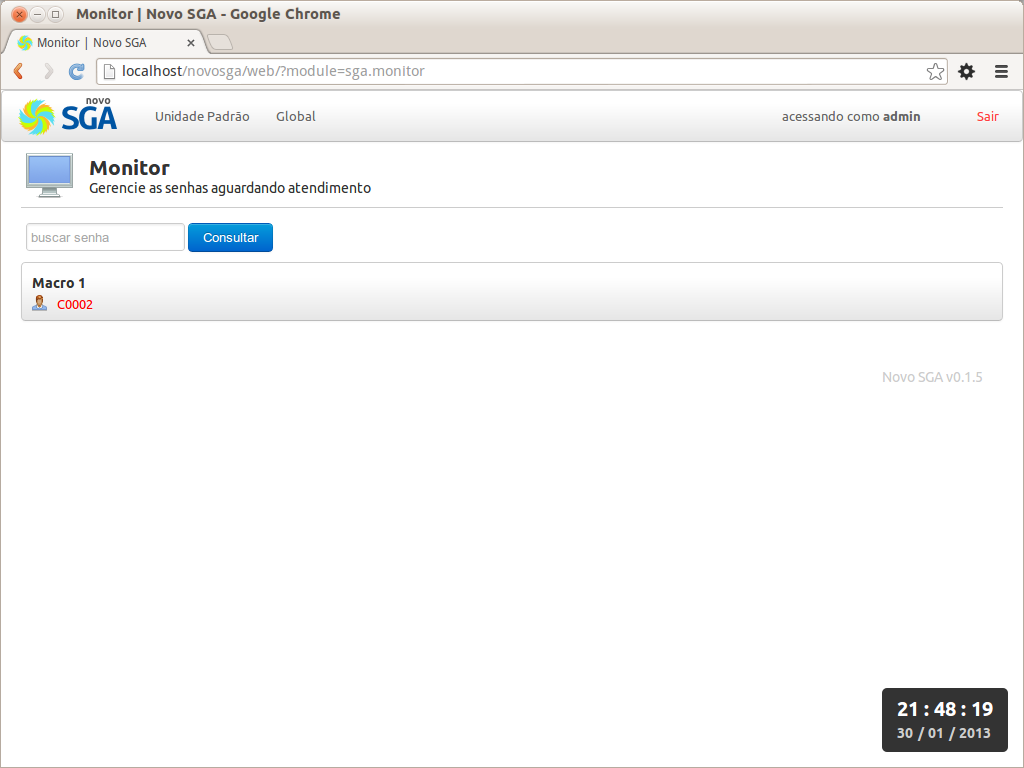 Monitor | Novo SGA - Google Chrome
Monitor | Novo SGA
localhost/novosga/web/?module=sga.monitor
novo
SGA
Unidade Padrão Global acessando como admin Sair
Monitor
Gerencie as senhas aguardando atendimento
buscar senha Consultar
Macro 1
C0002
Novo SGA v0.1.5
21 : 48 : 19
30 / 01 / 2013